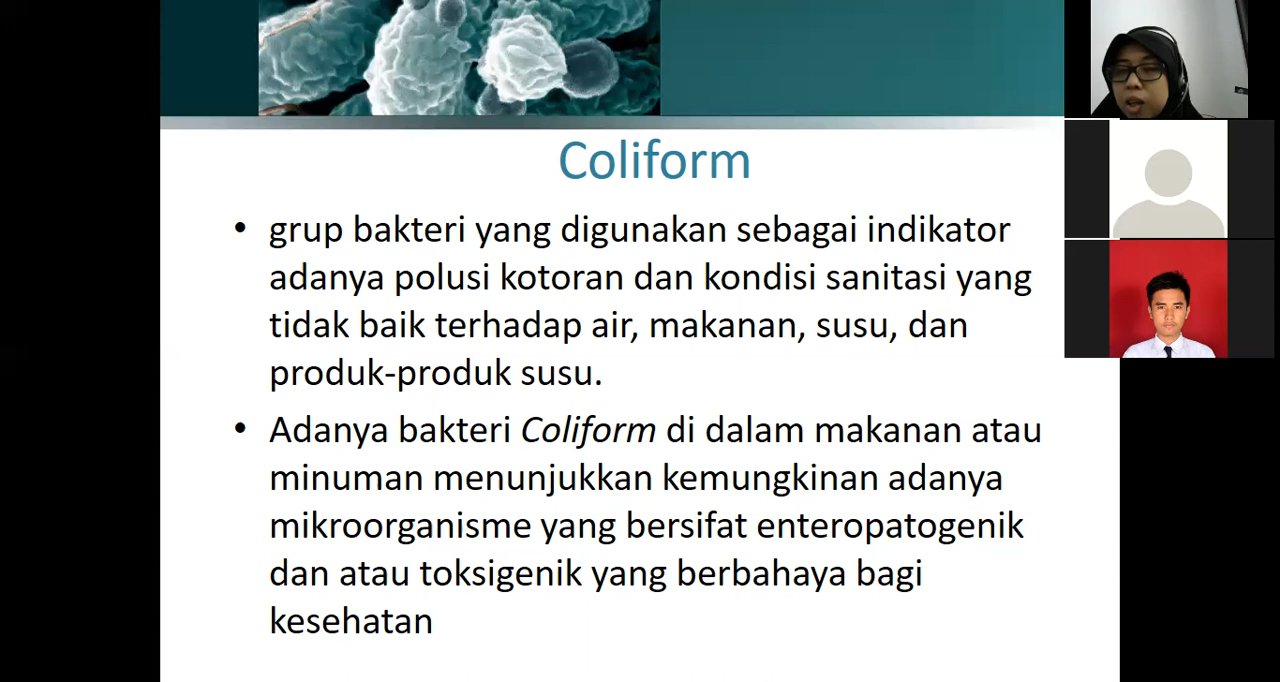 Coliform
• grup bakteri yang digunakan sebagai indikator
adanya polusi kotoran dan kondisi sanitasi yang
tidak baik terhadap air, makanan, susu, dan
produk-produk susu.
• Adanya bakteri Coliform di dalam makanan atau
minuman menunjukkan kemungkinan adanya
mikroorganisme yang bersifat enteropatogenik
dan atau toksigenik yang berbahaya bagi
kesehatan